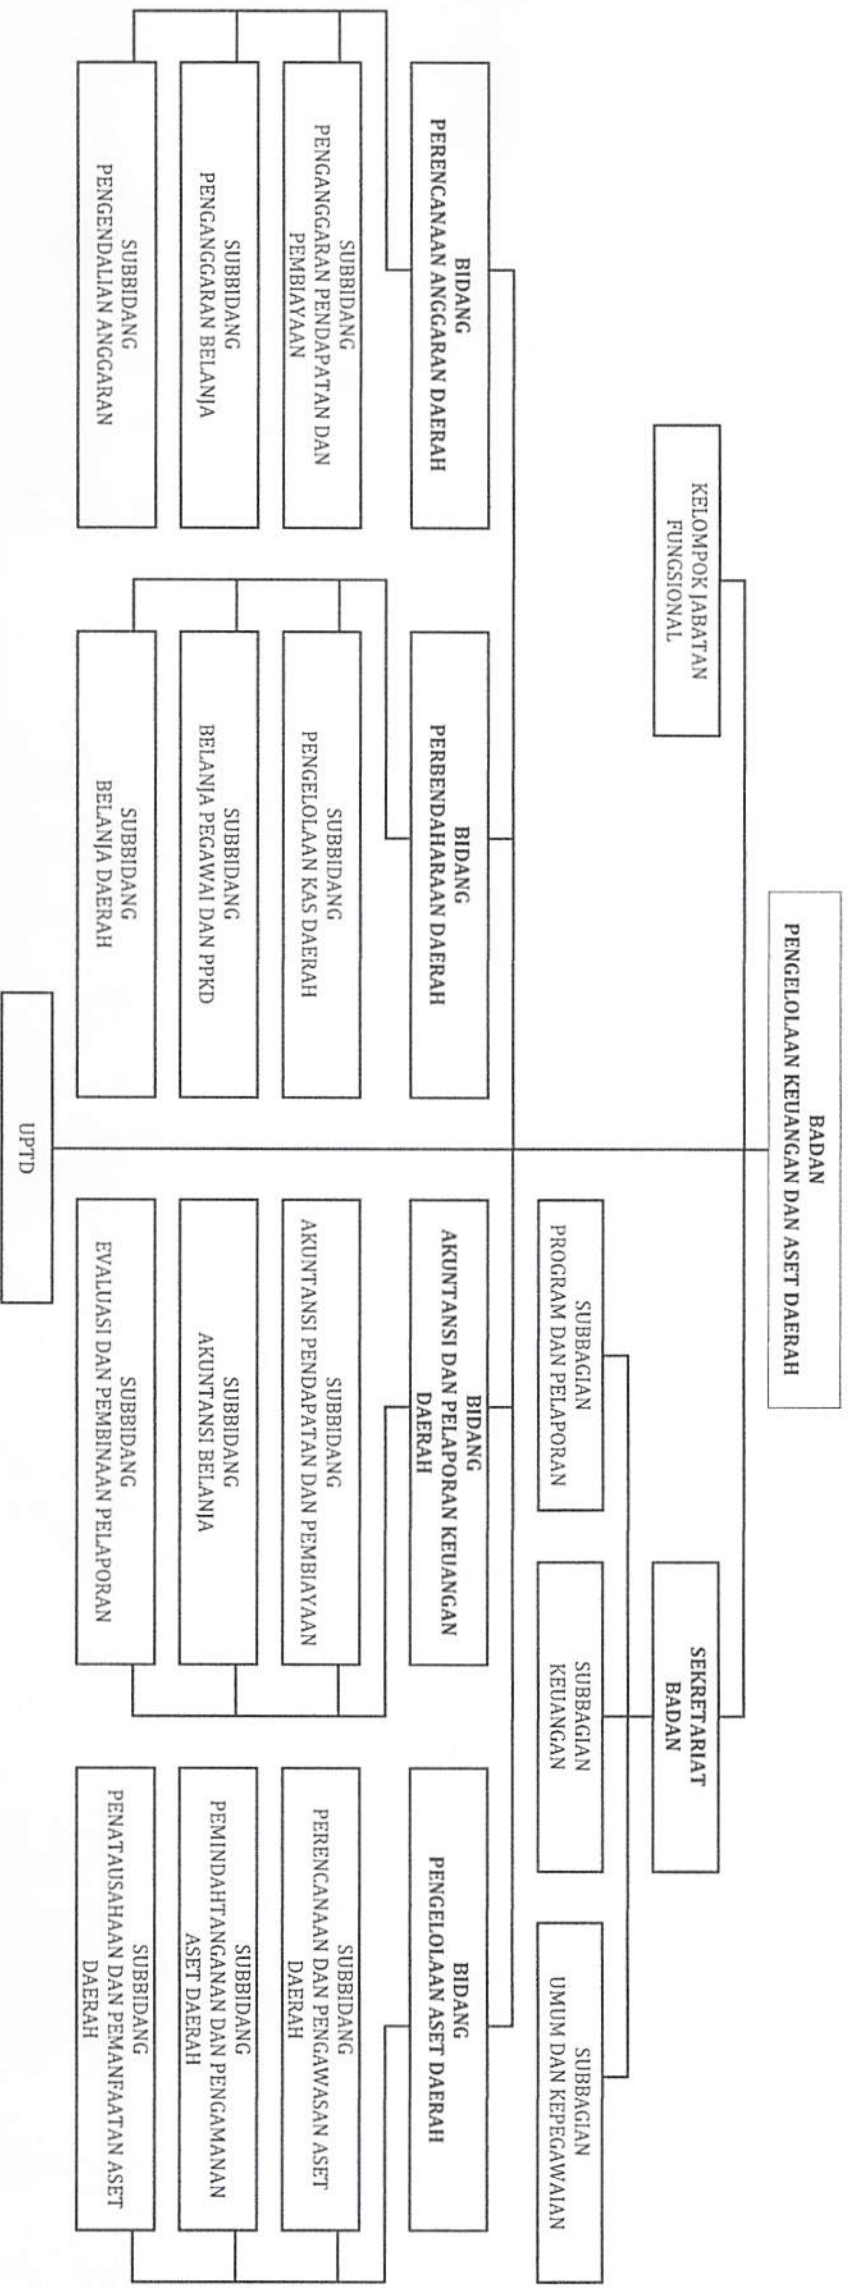 BADAN
PENGELOLAAN KEUANGAN DAN ASET DAERAH
KELOMPOK JABATAN
FUNGSIONAL
SEKRETARIAT
BADAN
SUBBAGIAN
PROGRAM DAN PELAPORAN
SUBBAGIAN
KEUANGAN
SUBBAGIAN
UMUM DAN KEPEGAWAIAN
BIDANG
PERENCANAAN ANGGARAN DAERAH
SUBBIDANG
PENGANGGARAN PENDAPATAN DAN
PEMBIAYAAN
SUBBIDANG
PENGANGGARAN BELANJA
SUBBIDANG
PENGENDALIAN ANGGARAN
BIDANG
PERBENDAHARAAN DAERAH
SUBBIDANG
PENGELOLAAN KAS DAERAH
SUBBIDANG
BELANJA PEGAWAI DAN PPKD
SUBBIDANG
BELANJA DAERAH
BIDANG
AKUNTANSI DAN PELAPORAN KEUANGAN
DAERAH
SUBBIDANG
AKUNTANSI PENDAPATAN DAN PEMBIAYAAN
SUBBIDANG
AKUNTANSI BELANJA
SUBBIDANG
EVALUASI DAN PEMBINAAN PELAPORAN
BIDANG
PENGELOLAAN ASET DAERAH
SUBBIDANG
PERENCANAAN DAN PENGAWASAN ASET
DAERAH
SUBBIDANG
PEMINDAHTANGANAN DAN PENGAMANAN
ASET DAERAH
SUBBIDANG
PENATAUSAHAAN DAN PEMANFAATAN ASET
DAERAH
UPTD